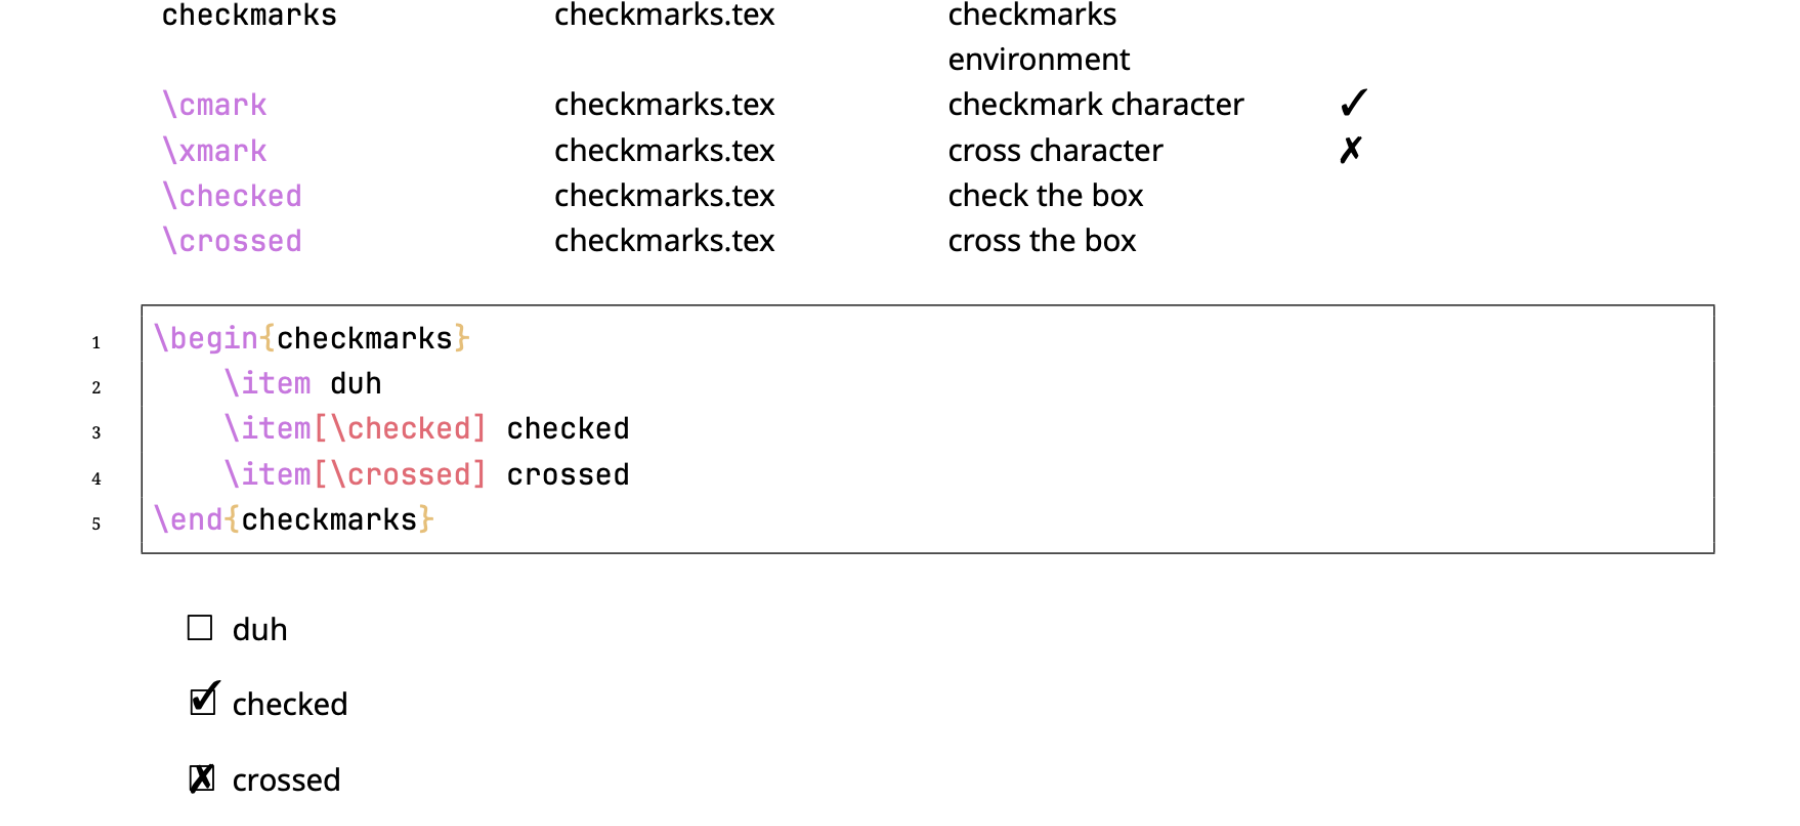 checkmarks checkmarks.tex checkmarks
environment
\cmark checkmarks.tex checkmark character ✓
\xmark checkmarks.tex cross character ✗
\checked checkmarks.tex check the box
\crossed checkmarks.tex cross the box
1 \begin{checkmarks}
2 \item duh
3 \item[\checked] checked
4 \item[\crossed] crossed
5 \end{checkmarks}
☐ duh
☑ checked
☒ crossed